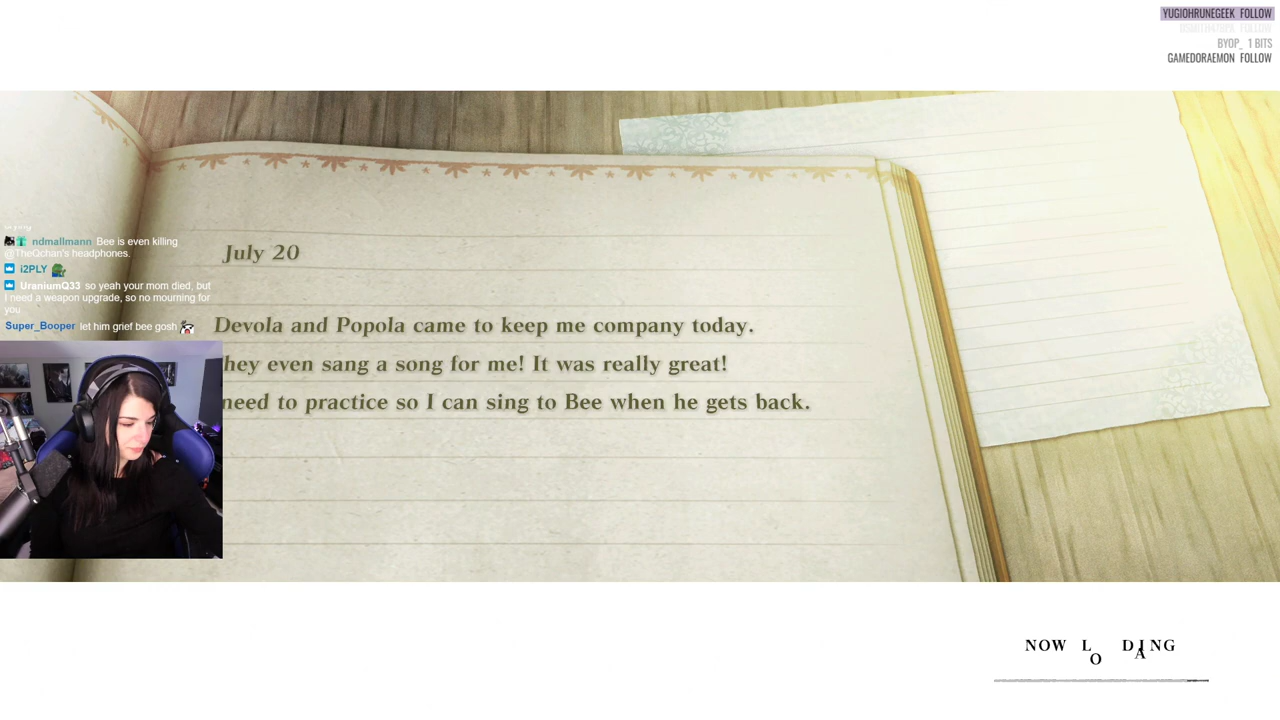 YUGIOHRUNEGEEK FOLLOW
BYOP_ 1 BITS
GAMEDORAEMON FOLLOW
ndmallmann Bee is even killing
@TheQchan's headphones.
i2PLY
UraniumQ33 so yeah your mom died, but
I need a weapon upgrade, so no mourning for
you
Super_Booper let him grief bee gosh
July 20
Devola and Popola came to keep me company today.
hey even sang a song for me! It was really great!
need to practice so I can sing to Bee when he gets back.
NOW LOADING